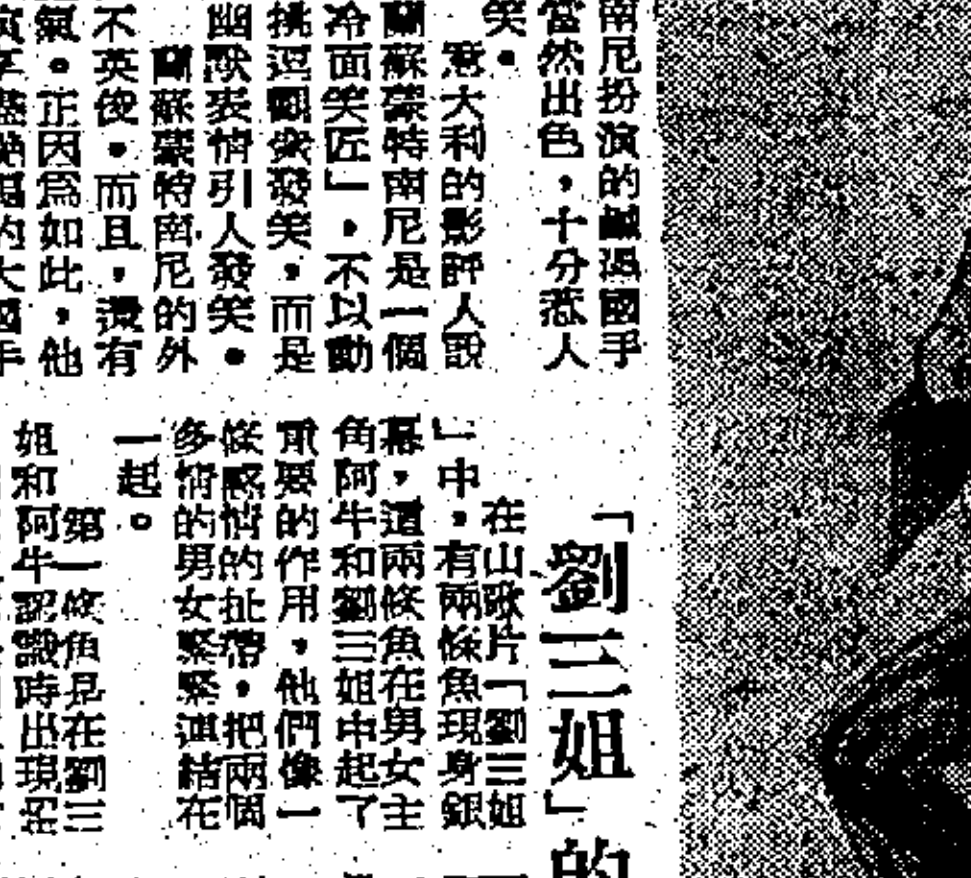 南尼扮演的鹹濕國手
當然出色，十分惹人
笑。
意大利的影評人說
蘭蘇蒙特南尼是一個
冷面笑匠」，不以動
挑逗觀衆發笑，而是
幽默表情引人發笑。
蘭蘇蒙特南尼的外
不英俊。而且，還有
氣。正因爲如此，他
的大國手
「劉三姐」的
在山歌片「劉三姐
」中，有兩條魚現身銀
幕，這兩條魚在男女主
角阿牛和劉三姐中起了
重要的作用，他們像一
條感情的扯帶，把兩個
多情的男女緊緊連結在
一起。
第一條魚是在劉三
姐和阿牛認識時出現在